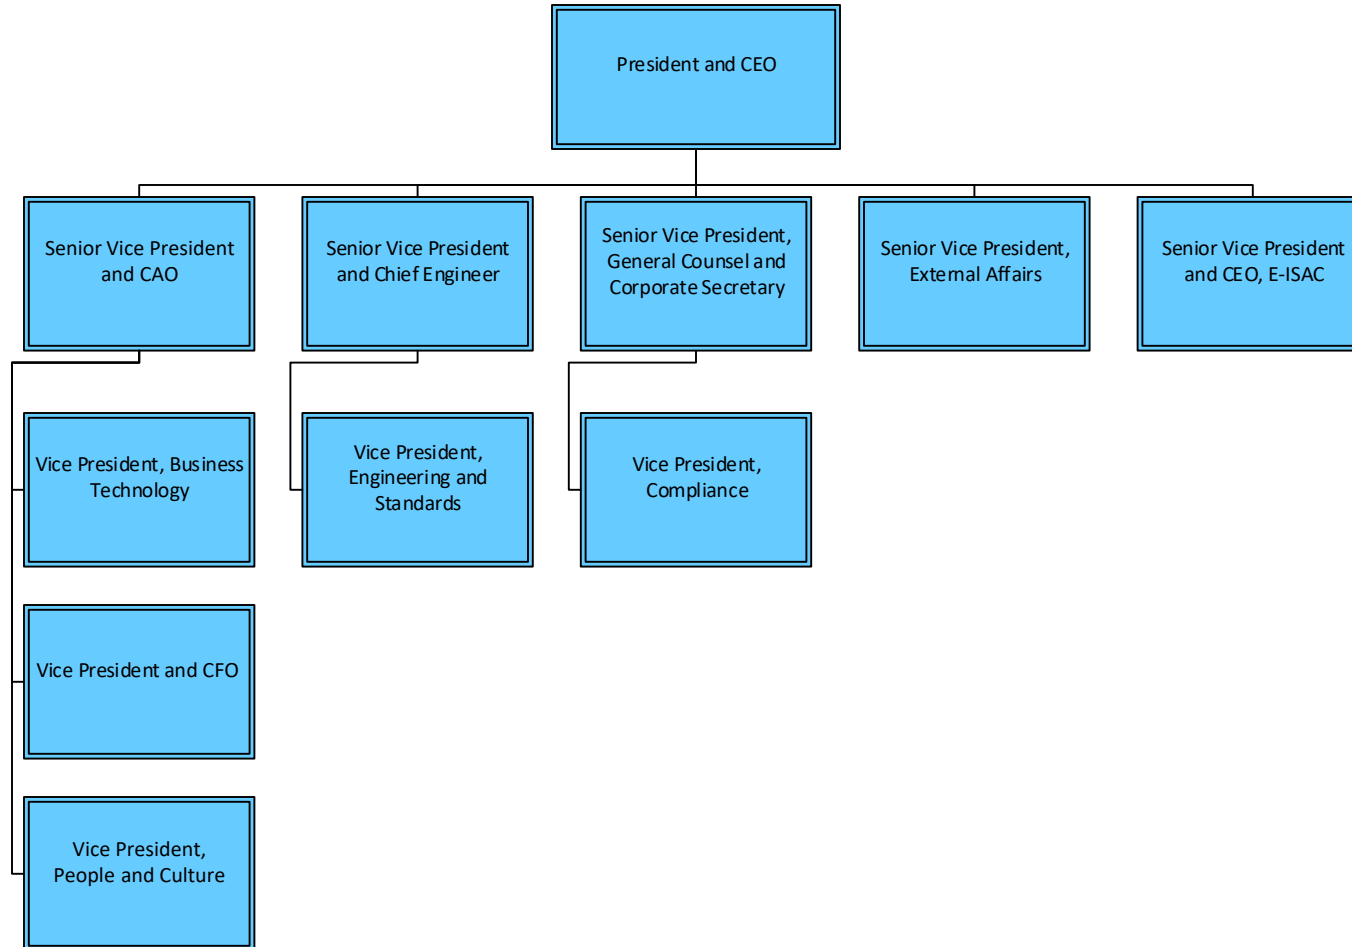 President and CEO
Senior Vice President
and CAO
Senior Vice President
and Chief Engineer
Senior Vice President,
General Counsel and
Corporate Secretary
Senior Vice President,
External Affairs
Senior Vice President
and CEO, E-ISAC
Vice President, Business
Technology
Vice President,
Engineering and
Standards
Vice President,
Compliance
Vice President and CFO
Vice President,
People and Culture